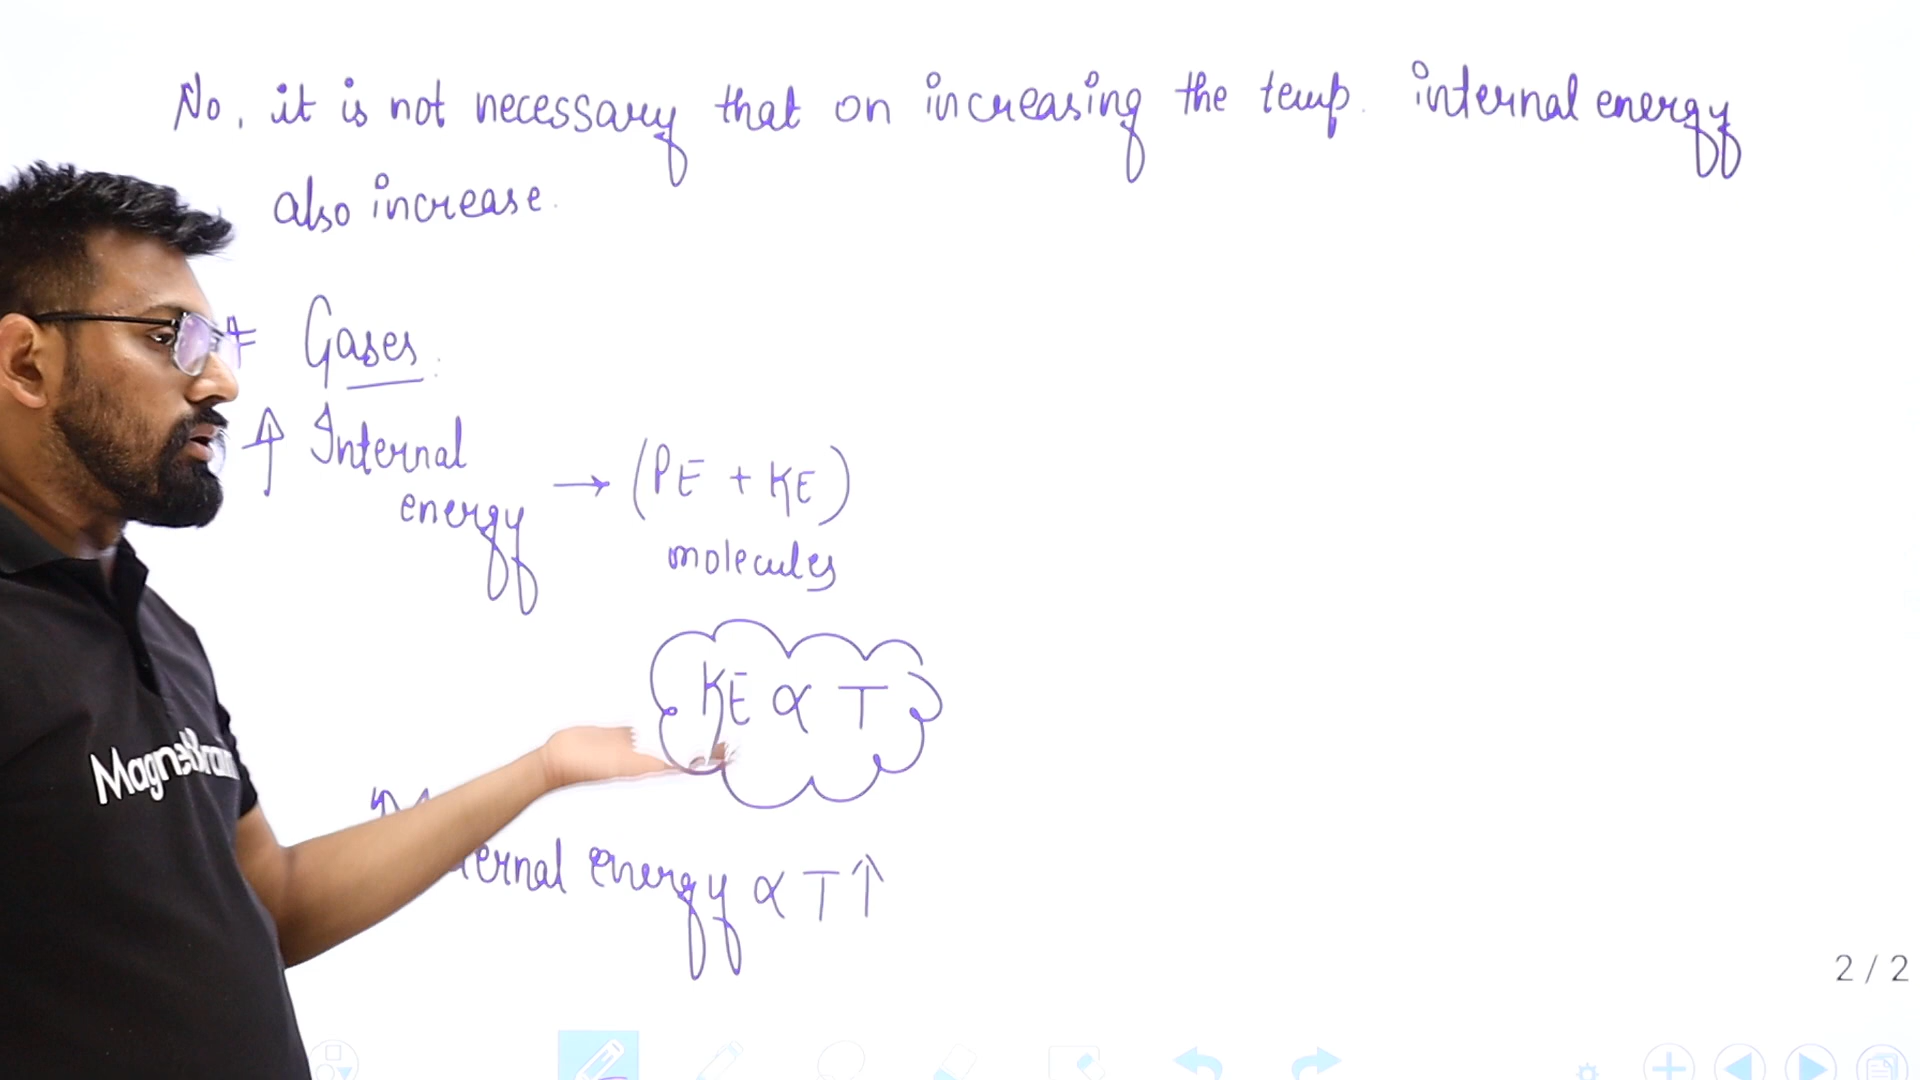 No, it is not necessary that on increasing the temp. internal energy
also increase.
Gases
↑ Internal
energy → (PE + KE)
molecules
KE ∝ T
ernal energy ∝ T↑
MagnetBrain
2 / 2